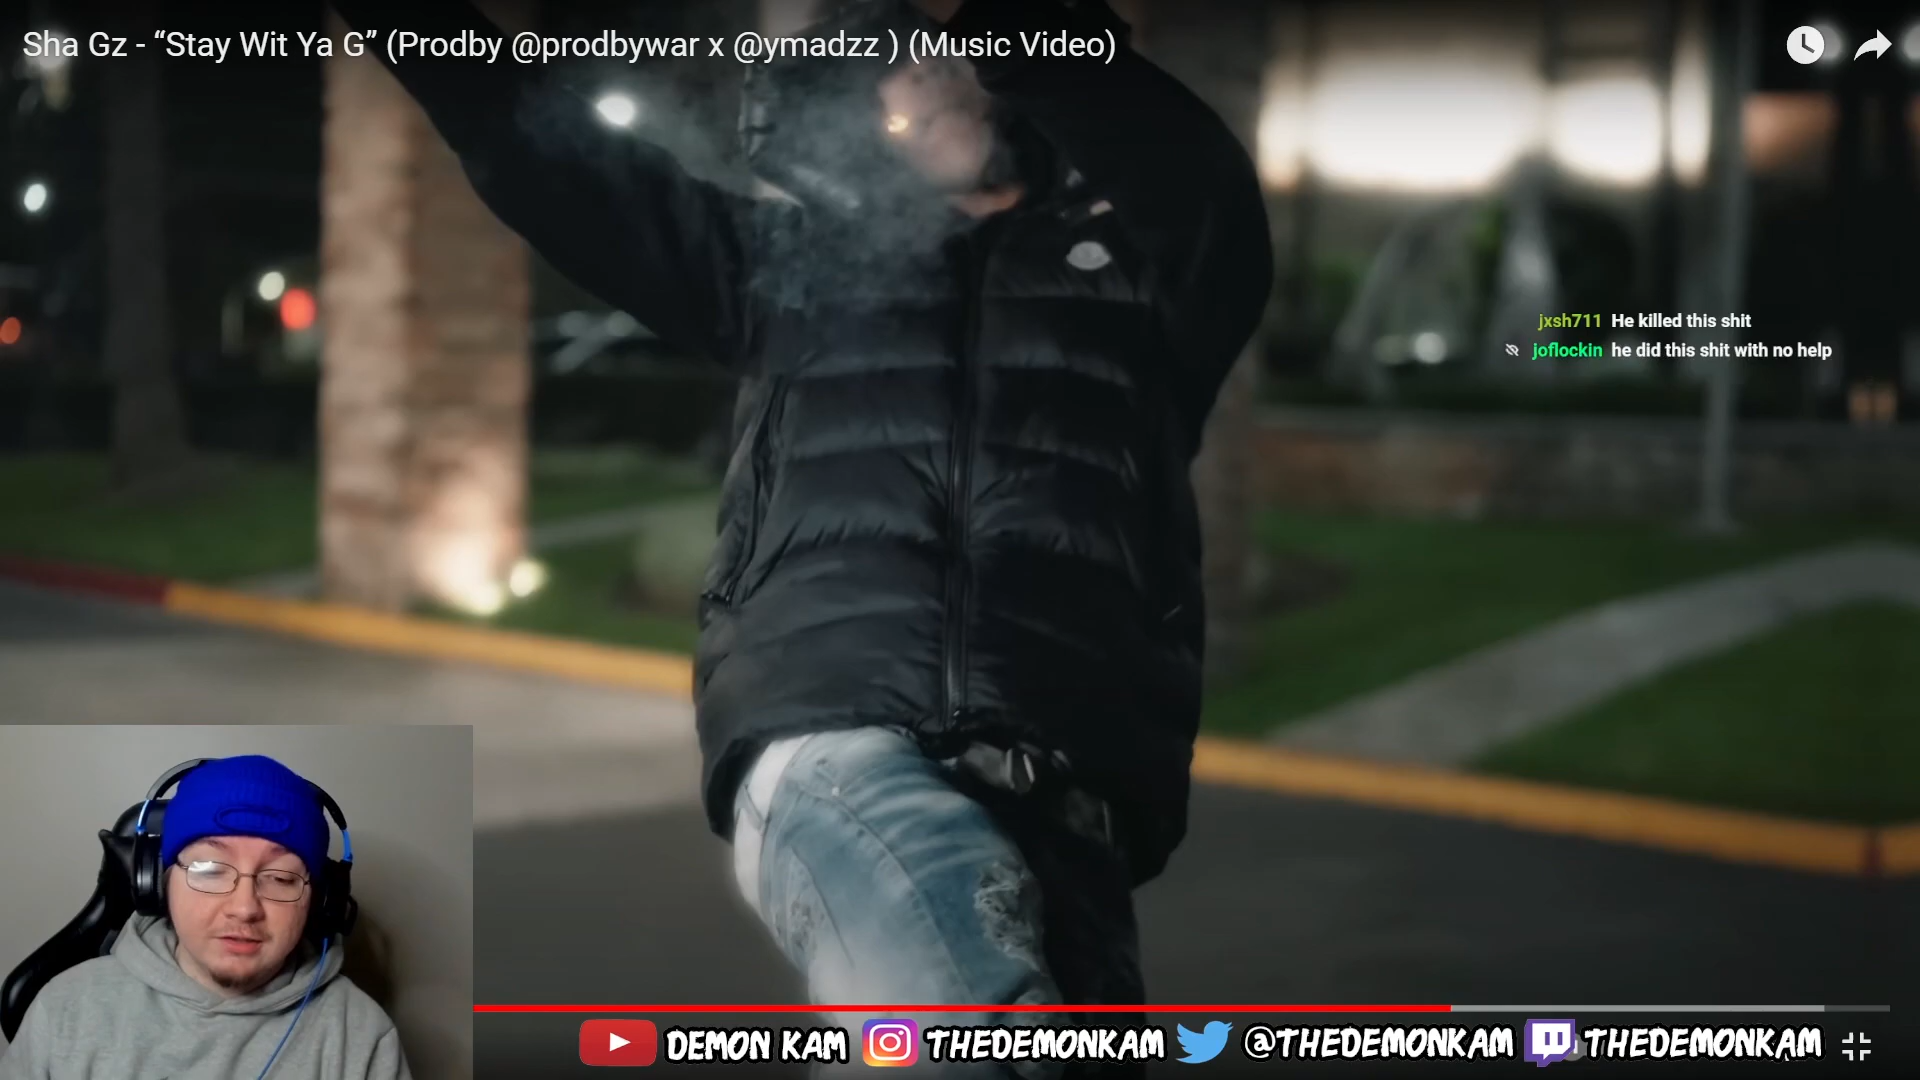 Sha Gz - “Stay Wit Ya G” (Prodby @prodbywar x @ymadzz ) (Music Video)
jxsh711 He killed this shit
joflockin he did this shit with no help
DEMON KAM THEDEMONKAM @THEDEMONKAM THEDEMONKAM